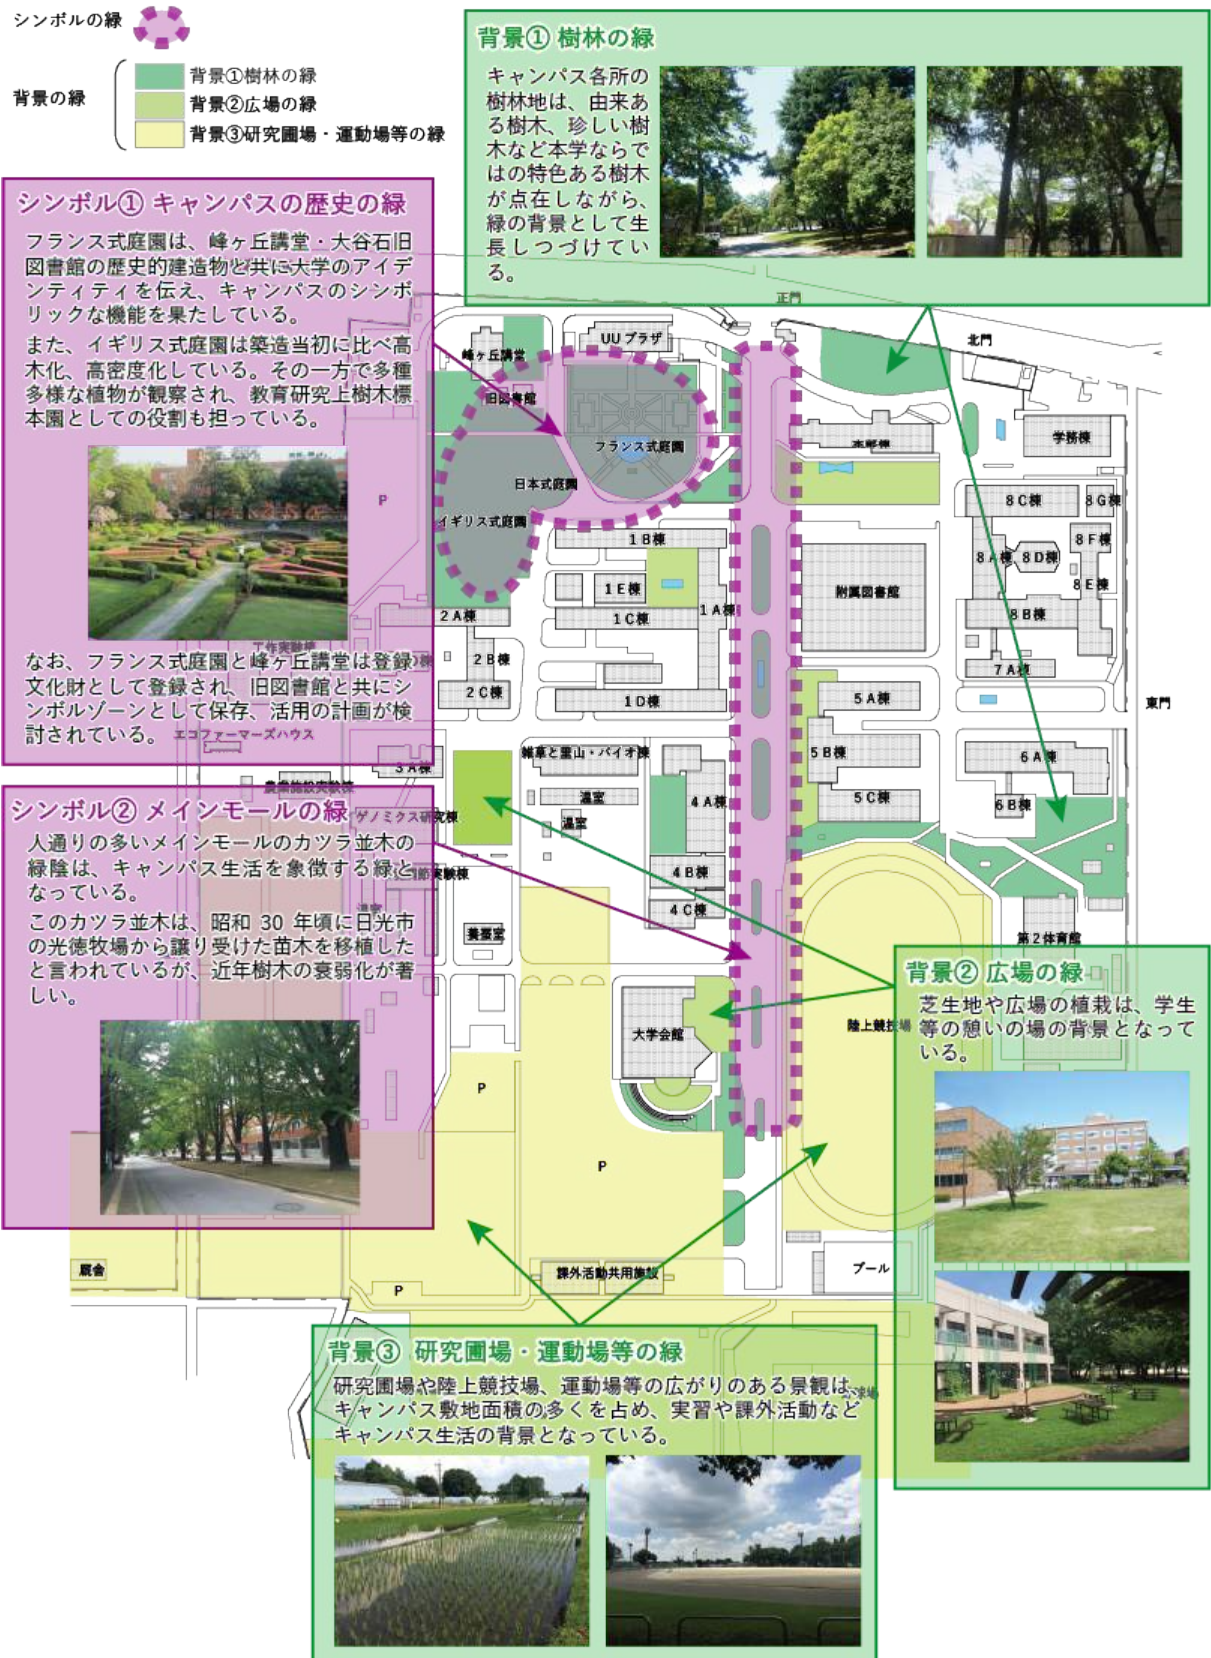 シンボルの緑
背景の緑
背景①樹林の緑
背景②広場の緑
背景③研究圃場・運動場等の緑
背景① 樹林の緑
キャンパス各所の
樹林地は、由来あ
る樹木、珍しい樹
木など本学ならで
はの特色ある樹木
が点在しながら、
緑の背景として生
長しつづけてい
る。
シンボル① キャンパスの歴史の緑
フランス式庭園は、峰ヶ丘講堂・大谷石旧
図書館の歴史的建造物と共に大学のアイデ
ンティティを伝え、キャンパスのシンボ
リックな機能を果たしている。
また、イギリス式庭園は築造当初に比べ高
木化、高密度化している。その一方で多種
多様な植物が観察され、教育研究上樹木標
本園としての役割も担っている。
なお、フランス式庭園と峰ヶ丘講堂は登録
文化財として登録され、旧図書館と共にシ
ンボルゾーンとして保存、活用の計画が検
討されている。
シンボル② メインモールの緑
人通りの多いメインモールのカツラ並木の
緑陰は、キャンパス生活を象徴する緑と
なっている。
このカツラ並木は、昭和 30 年頃に日光市
の光徳牧場から譲り受けた苗木を移植した
と言われているが、近年樹木の衰弱化が著
しい。
正門
北門
東門
峰ヶ丘講堂
UU プラザ
旧図書館
フランス式庭園
日本式庭園
イギリス式庭園
本部棟
学務棟
8 C棟
8 G棟
8 F棟
8 A棟
8 D棟
8 E棟
8 B棟
7 A棟
附属図書館
1 B棟
1 E棟
1 C棟
1 A棟
1 D棟
P
2 A棟
2 B棟
2 C棟
工作実験棟
エコファーマーズハウス
3 A棟
ゲノミクス研究棟
雑草と里山・バイオ棟
温室
温室
4 A棟
4 B棟
4 C棟
5 A棟
5 B棟
5 C棟
6 A棟
6 B棟
養蚕室
大学会館
陸上競技場
第2体育館
P
P
P
厩舎
課外活動共用施設
プール
背景② 広場の緑
芝生地や広場の植栽は、学生
等の憩いの場の背景となって
いる。
背景③ 研究圃場・運動場等の緑
研究圃場や陸上競技場、運動場等の広がりのある景観は、
キャンパス敷地面積の多くを占め、実習や課外活動など
キャンパス生活の背景となっている。